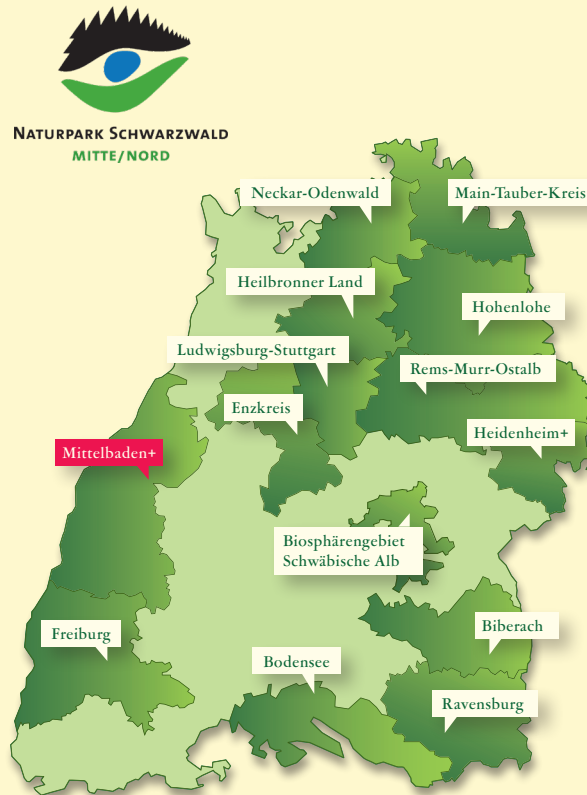 NATURPARK SCHWARZWALD
MITTE/NORD
Neckar-Odenwald
Main-Tauber-Kreis
Heilbronner Land
Hohenlohe
Ludwigsburg-Stuttgart
Rems-Murr-Ostalb
Enzkreis
Heidenheim+
Mittelbaden+
Biosphärengebiet
Schwäbische Alb
Freiburg
Biberach
Bodensee
Ravensburg